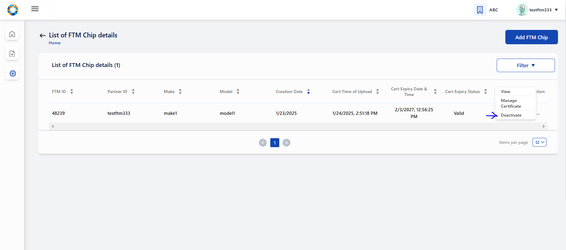 ABC
testftm333
List of FTM Chip details
Home
Add FTM Chip
List of FTM Chip details (1)
Filter
FTM ID Partner ID Make Model Creation Date Cert Time of Upload Cert Expiry Date & Time Cert Expiry Status
View
Manage Certificate
Deactivate
48239 testftm333 make1 model1 1/23/2025 1/24/2025, 2:51:18 PM 2/3/2027, 12:56:25 PM Valid
1
Items per page 12